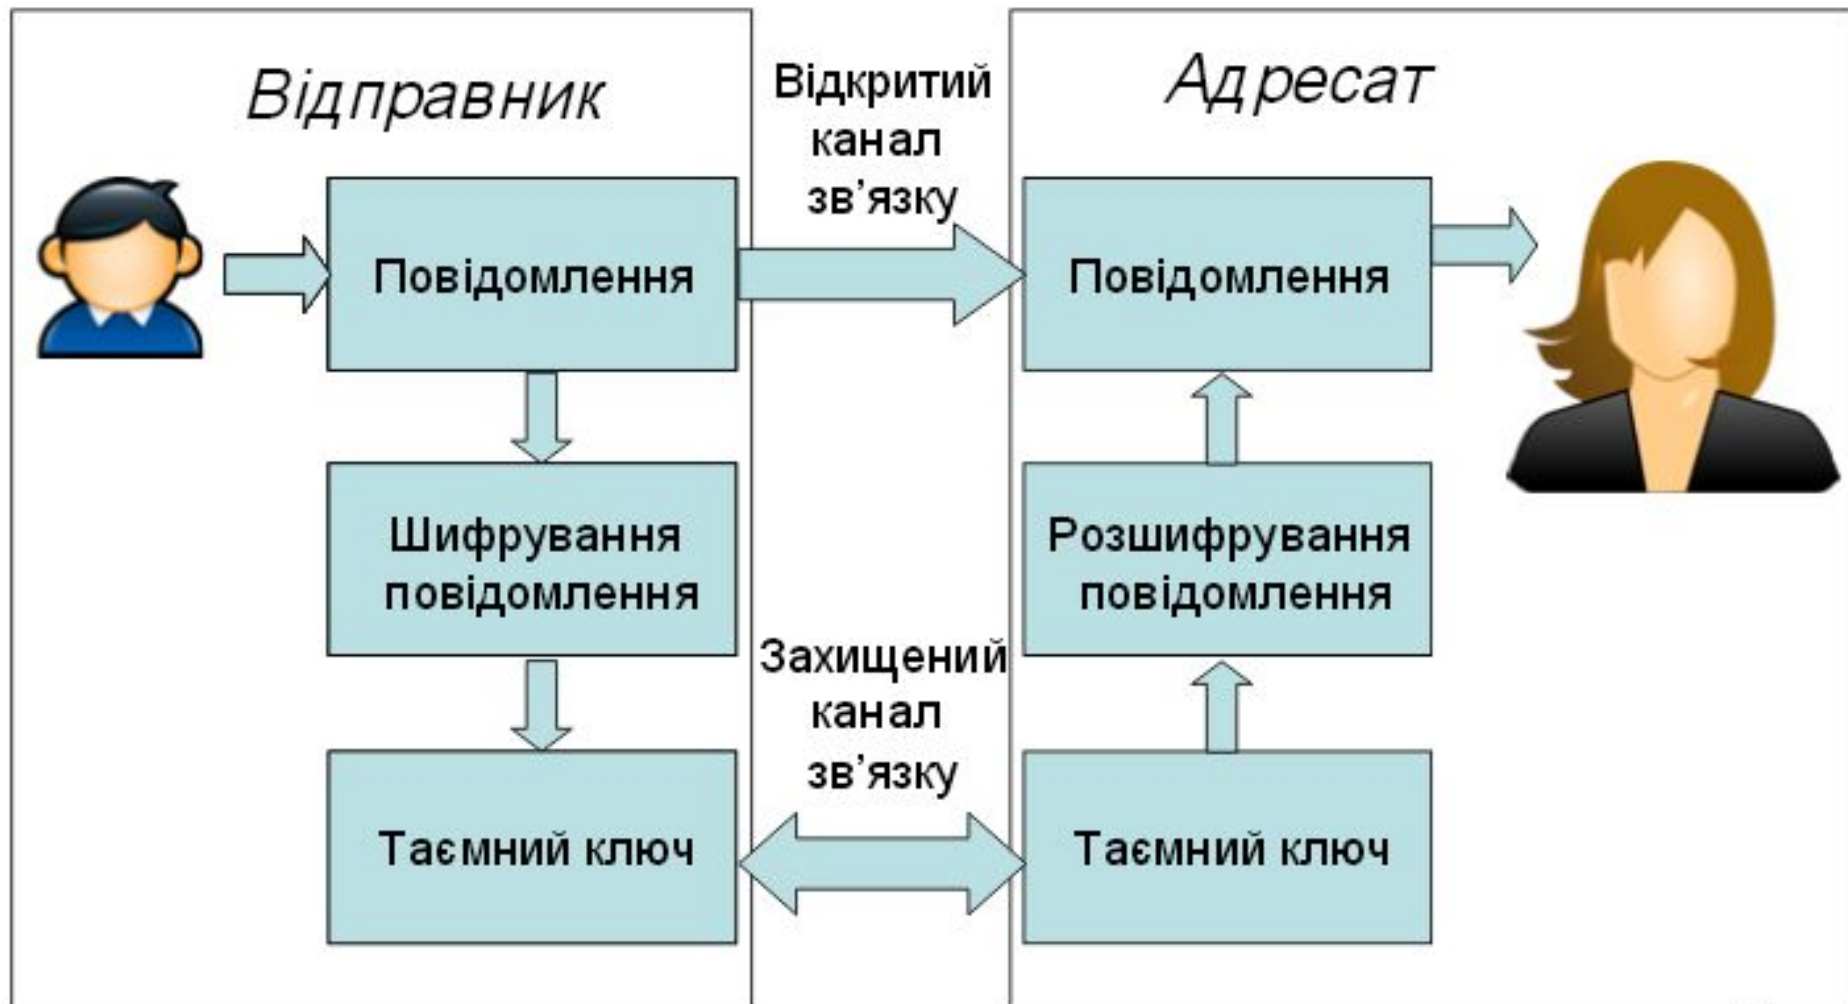 Відправник
Відкритий
канал
зв’язку
Адресат
Повідомлення
Повідомлення
Шифрування
повідомлення
Розшифрування
повідомлення
Захищений
канал
зв’язку
Таємний ключ
Таємний ключ